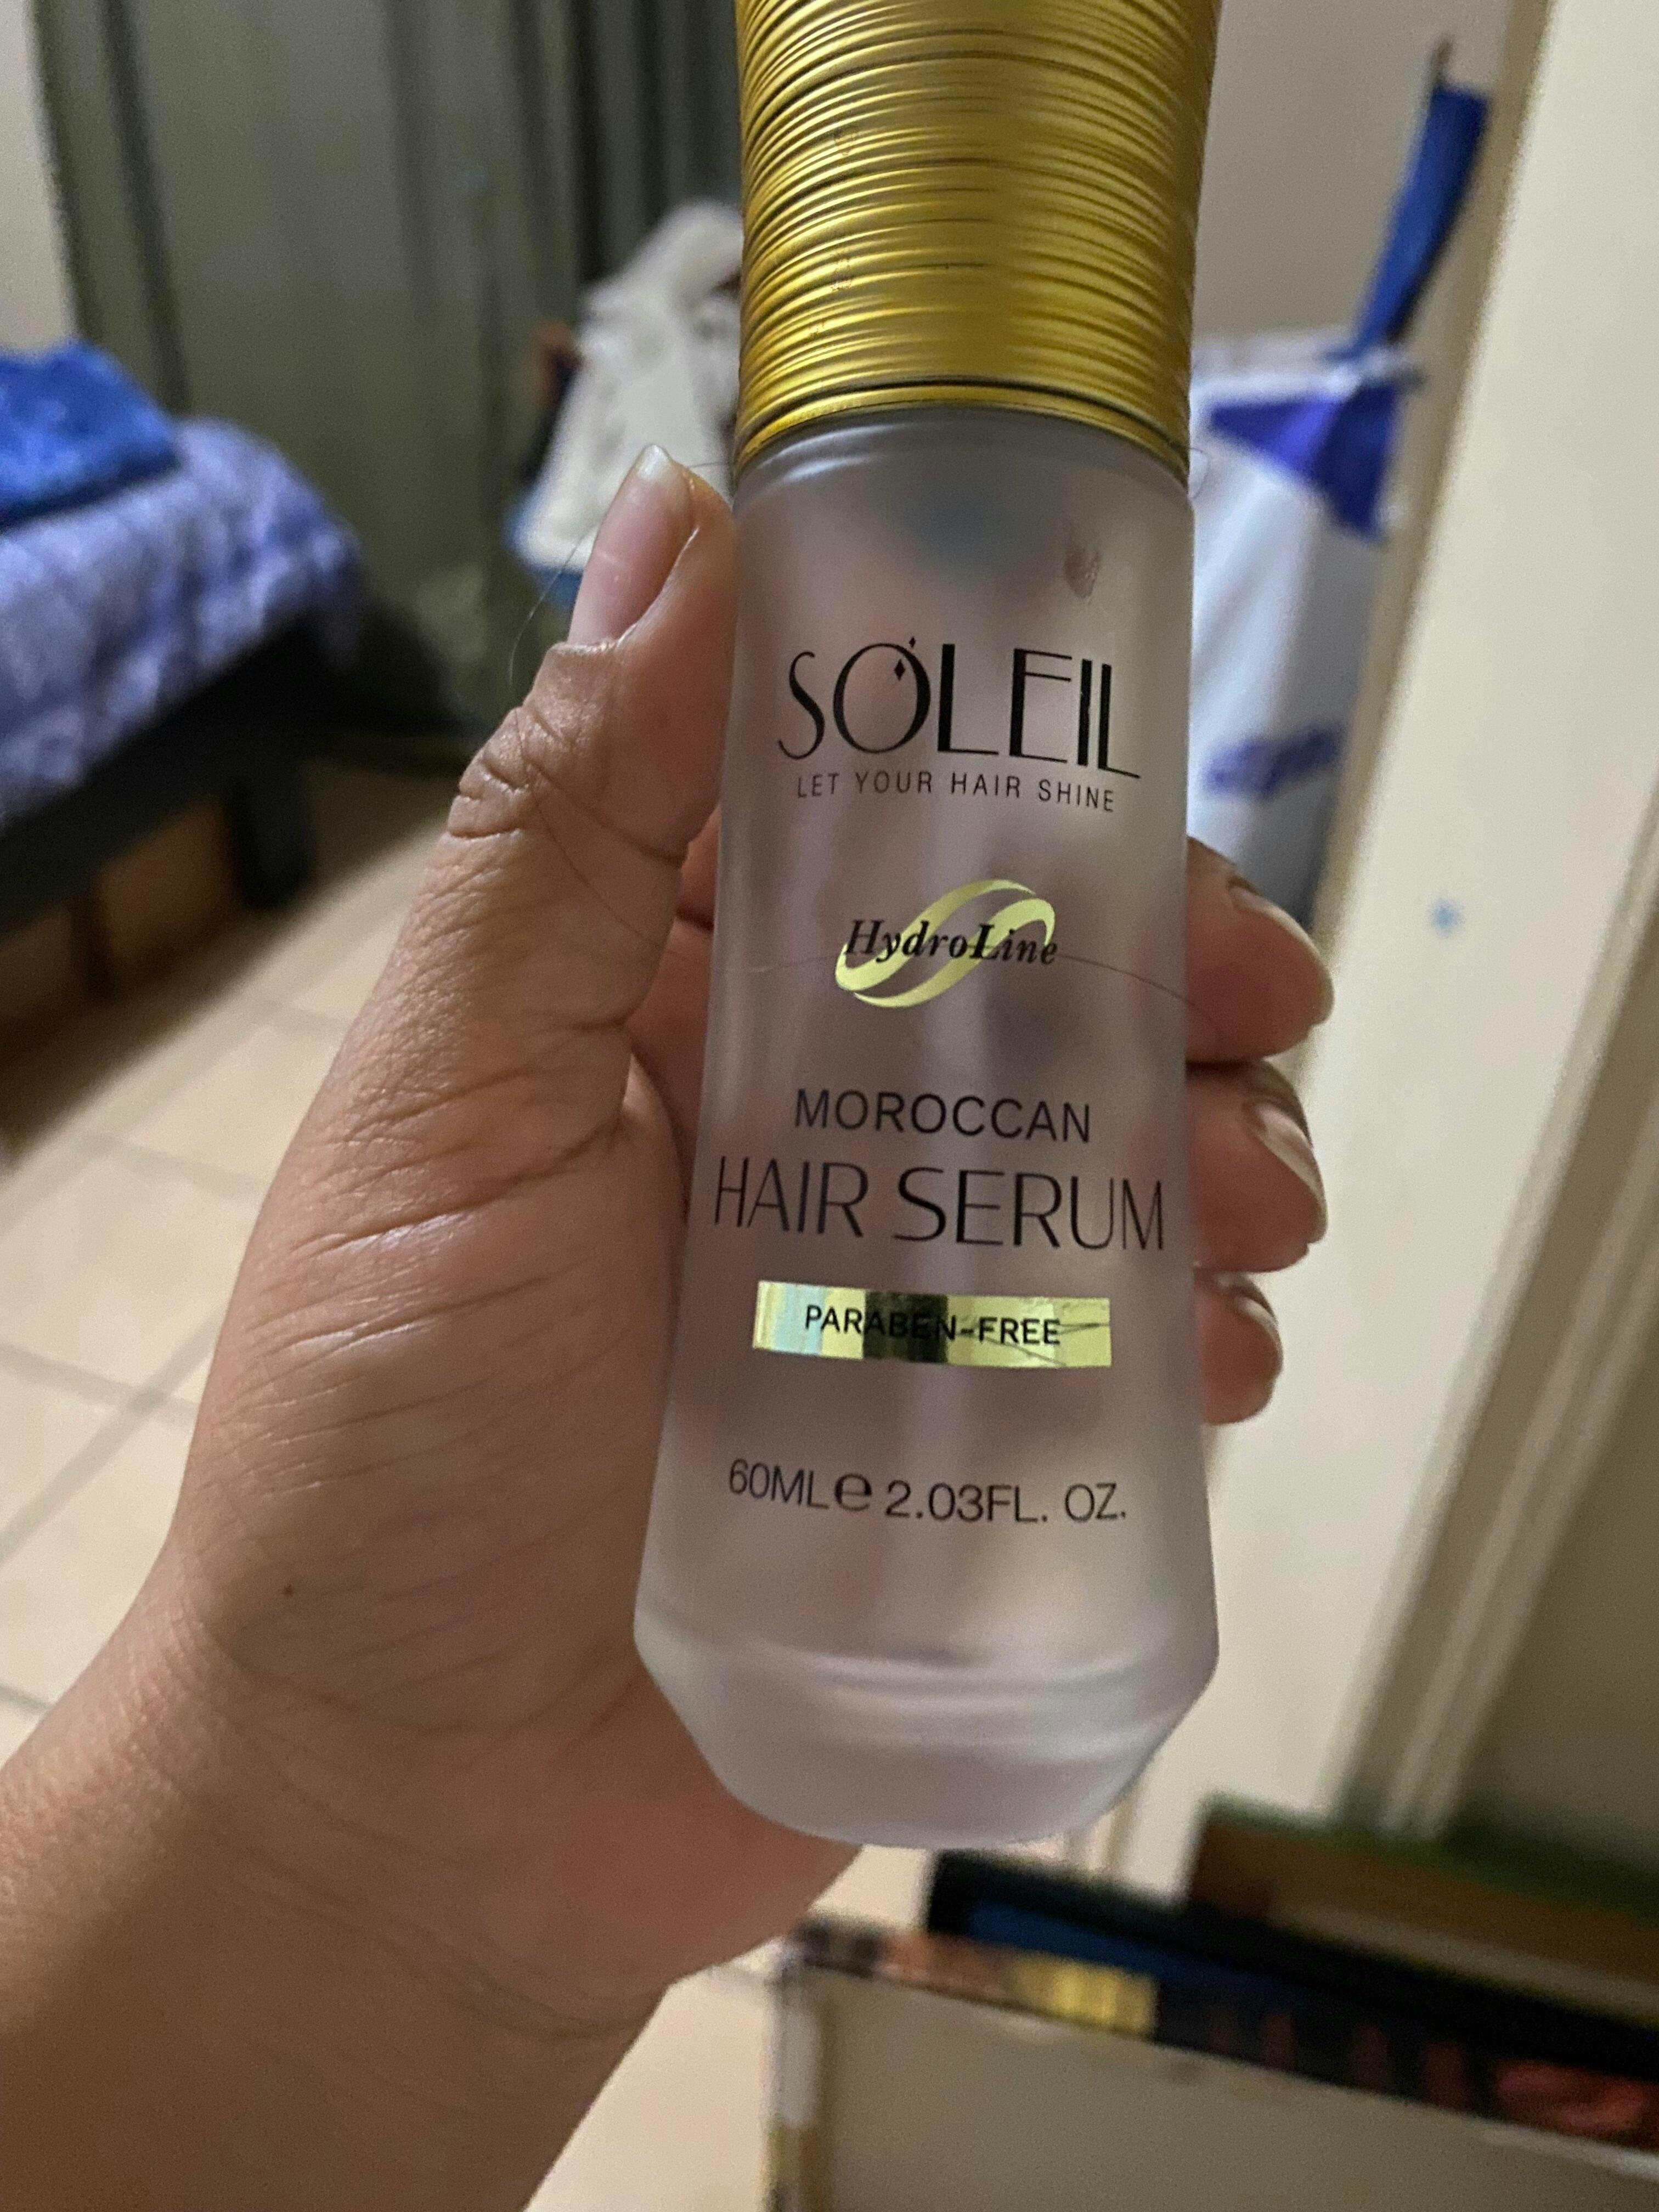 SOLEIL
LET YOUR HAIR SHINE
HydroLine
MOROCCAN
HAIR SERUM
PARABEN-FREE
60ML℮ 2.03FL. OZ.